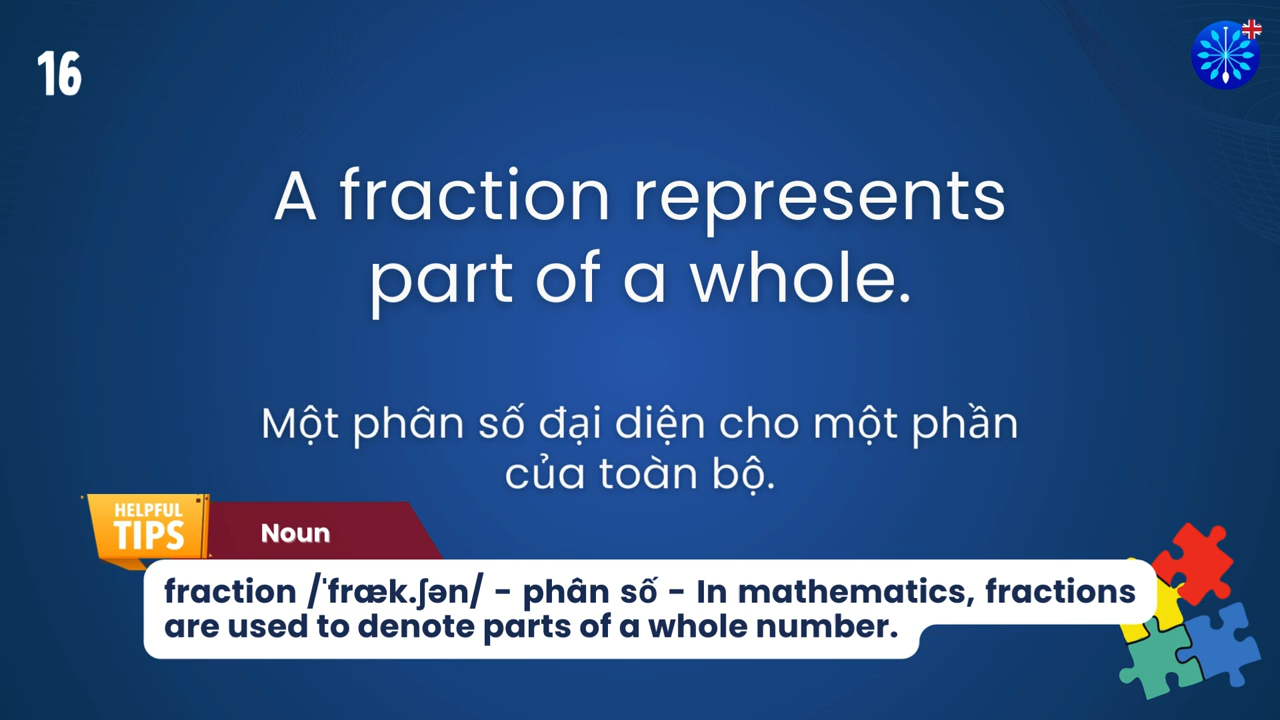 16
A fraction represents
part of a whole.
Một phân số đại diện cho một phần
của toàn bộ.
HELPFUL
TIPS
Noun
fraction /ˈfræk.ʃən/ - phân số - In mathematics, fractions
are used to denote parts of a whole number.